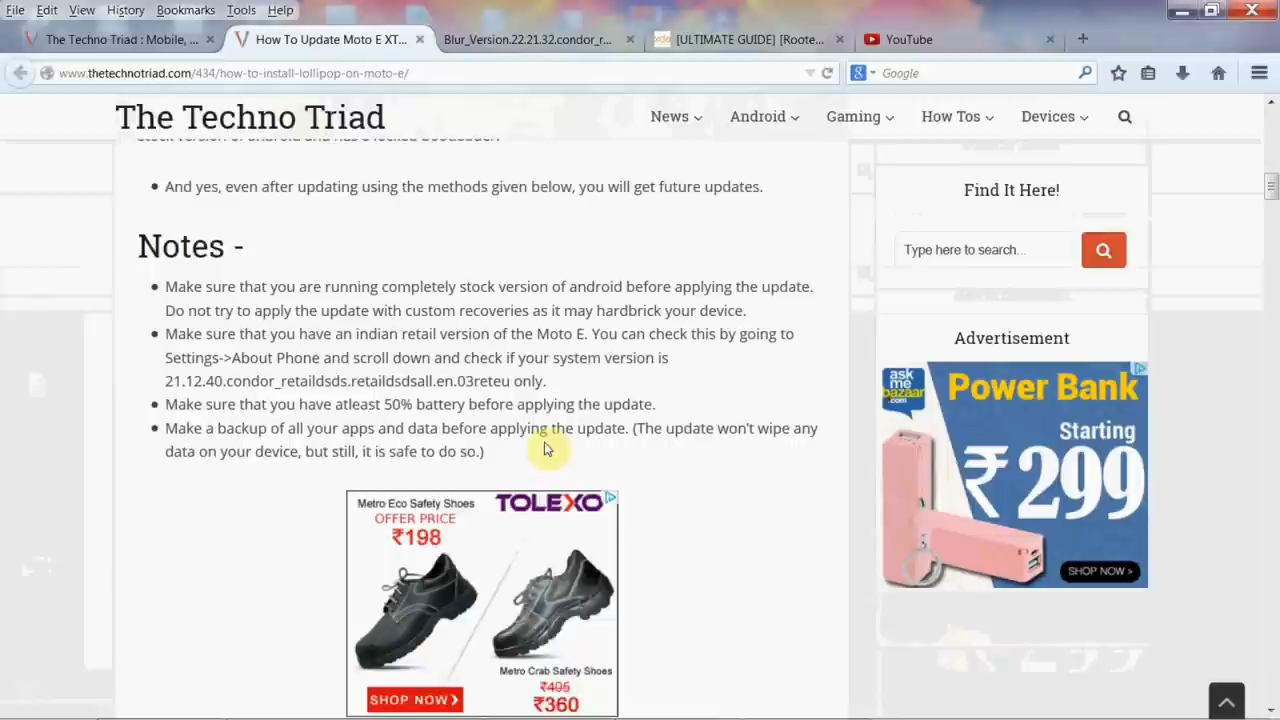 File Edit View History Bookmarks Tools Help
The Techno Triad : Mobile, ...
How To Update Moto E XT...
Blur_Version.22.21.32.condor_r...
[ULTIMATE GUIDE] [Roote...
YouTube
www.thetechnotriad.com/434/how-to-install-lollipop-on-moto-e/
Google
The Techno Triad
News
Android
Gaming
How Tos
Devices
And yes, even after updating using the methods given below, you will get future updates.
Notes -
Make sure that you are running completely stock version of android before applying the update.
Do not try to apply the update with custom recoveries as it may hardbrick your device.
Make sure that you have an indian retail version of the Moto E. You can check this by going to
Settings->About Phone and scroll down and check if your system version is
21.12.40.condor_retaildsds.retaildsdsall.en.03reteu only.
Make sure that you have atleast 50% battery before applying the update.
Make a backup of all your apps and data before applying the update. (The update won't wipe any
data on your device, but still, it is safe to do so.)
Metro Eco Safety Shoes
OFFER PRICE
₹198
TOLEXO
Metro Crab Safety Shoes
₹405
₹360
SHOP NOW
Find It Here!
Type here to search...
Advertisement
ask
me
bazaar
.com
Power Bank
Starting
₹299
SHOP NOW >